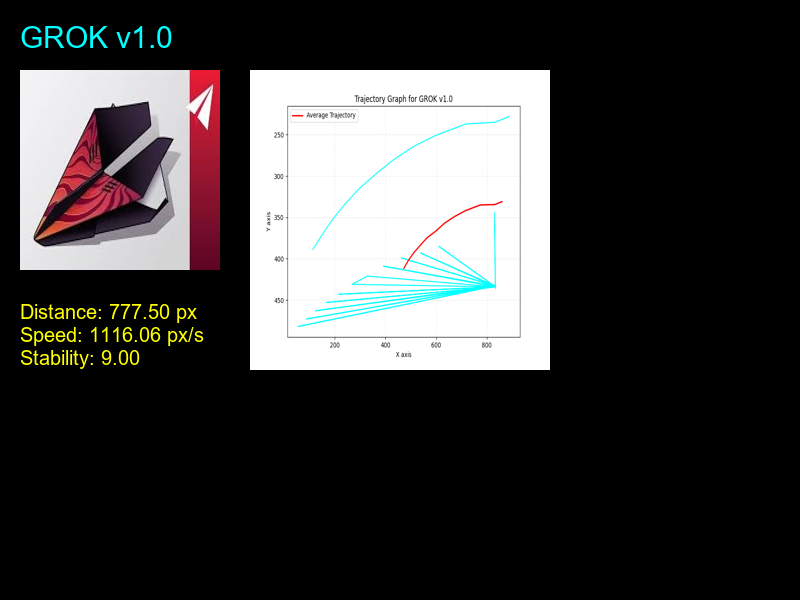 GROK v1.0
Trajectory Graph for GROK v1.0
Average Trajectory
250
300
350
400
450
Y axis
200
400
600
800
X axis
Distance: 777.50 px
Speed: 1116.06 px/s
Stability: 9.00